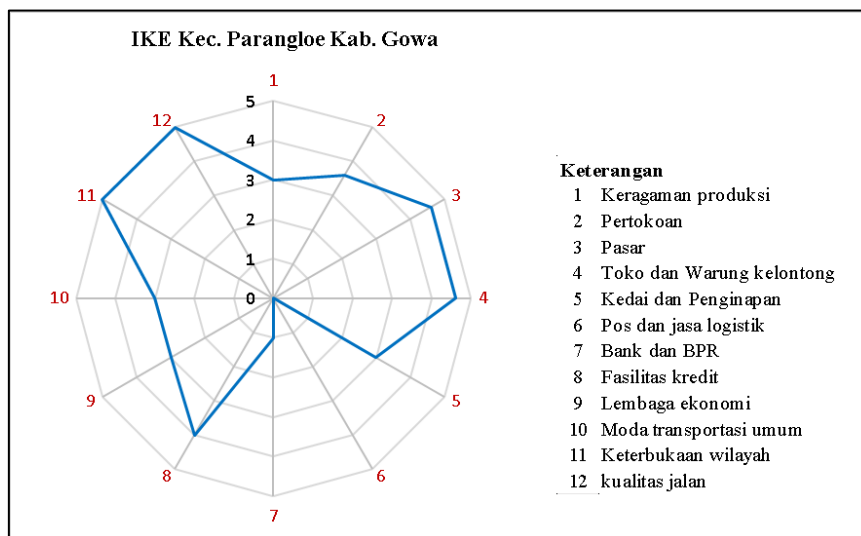 IKE Kec. Parangloe Kab. Gowa
1
12
2
11
3
10
4
9
5
8
6
7
5
4
3
2
1
0
Keterangan
1 Keragaman produksi
2 Pertokoan
3 Pasar
4 Toko dan Warung kelontong
5 Kedai dan Penginapan
6 Pos dan jasa logistik
7 Bank dan BPR
8 Fasilitas kredit
9 Lembaga ekonomi
10 Moda transportasi umum
11 Keterbukaan wilayah
12 kualitas jalan